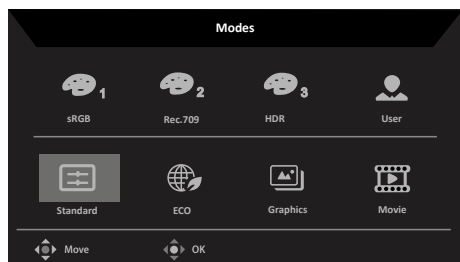 Modes
1 2 3
sRGB Rec.709 HDR User
Standard ECO Graphics Movie
Move OK